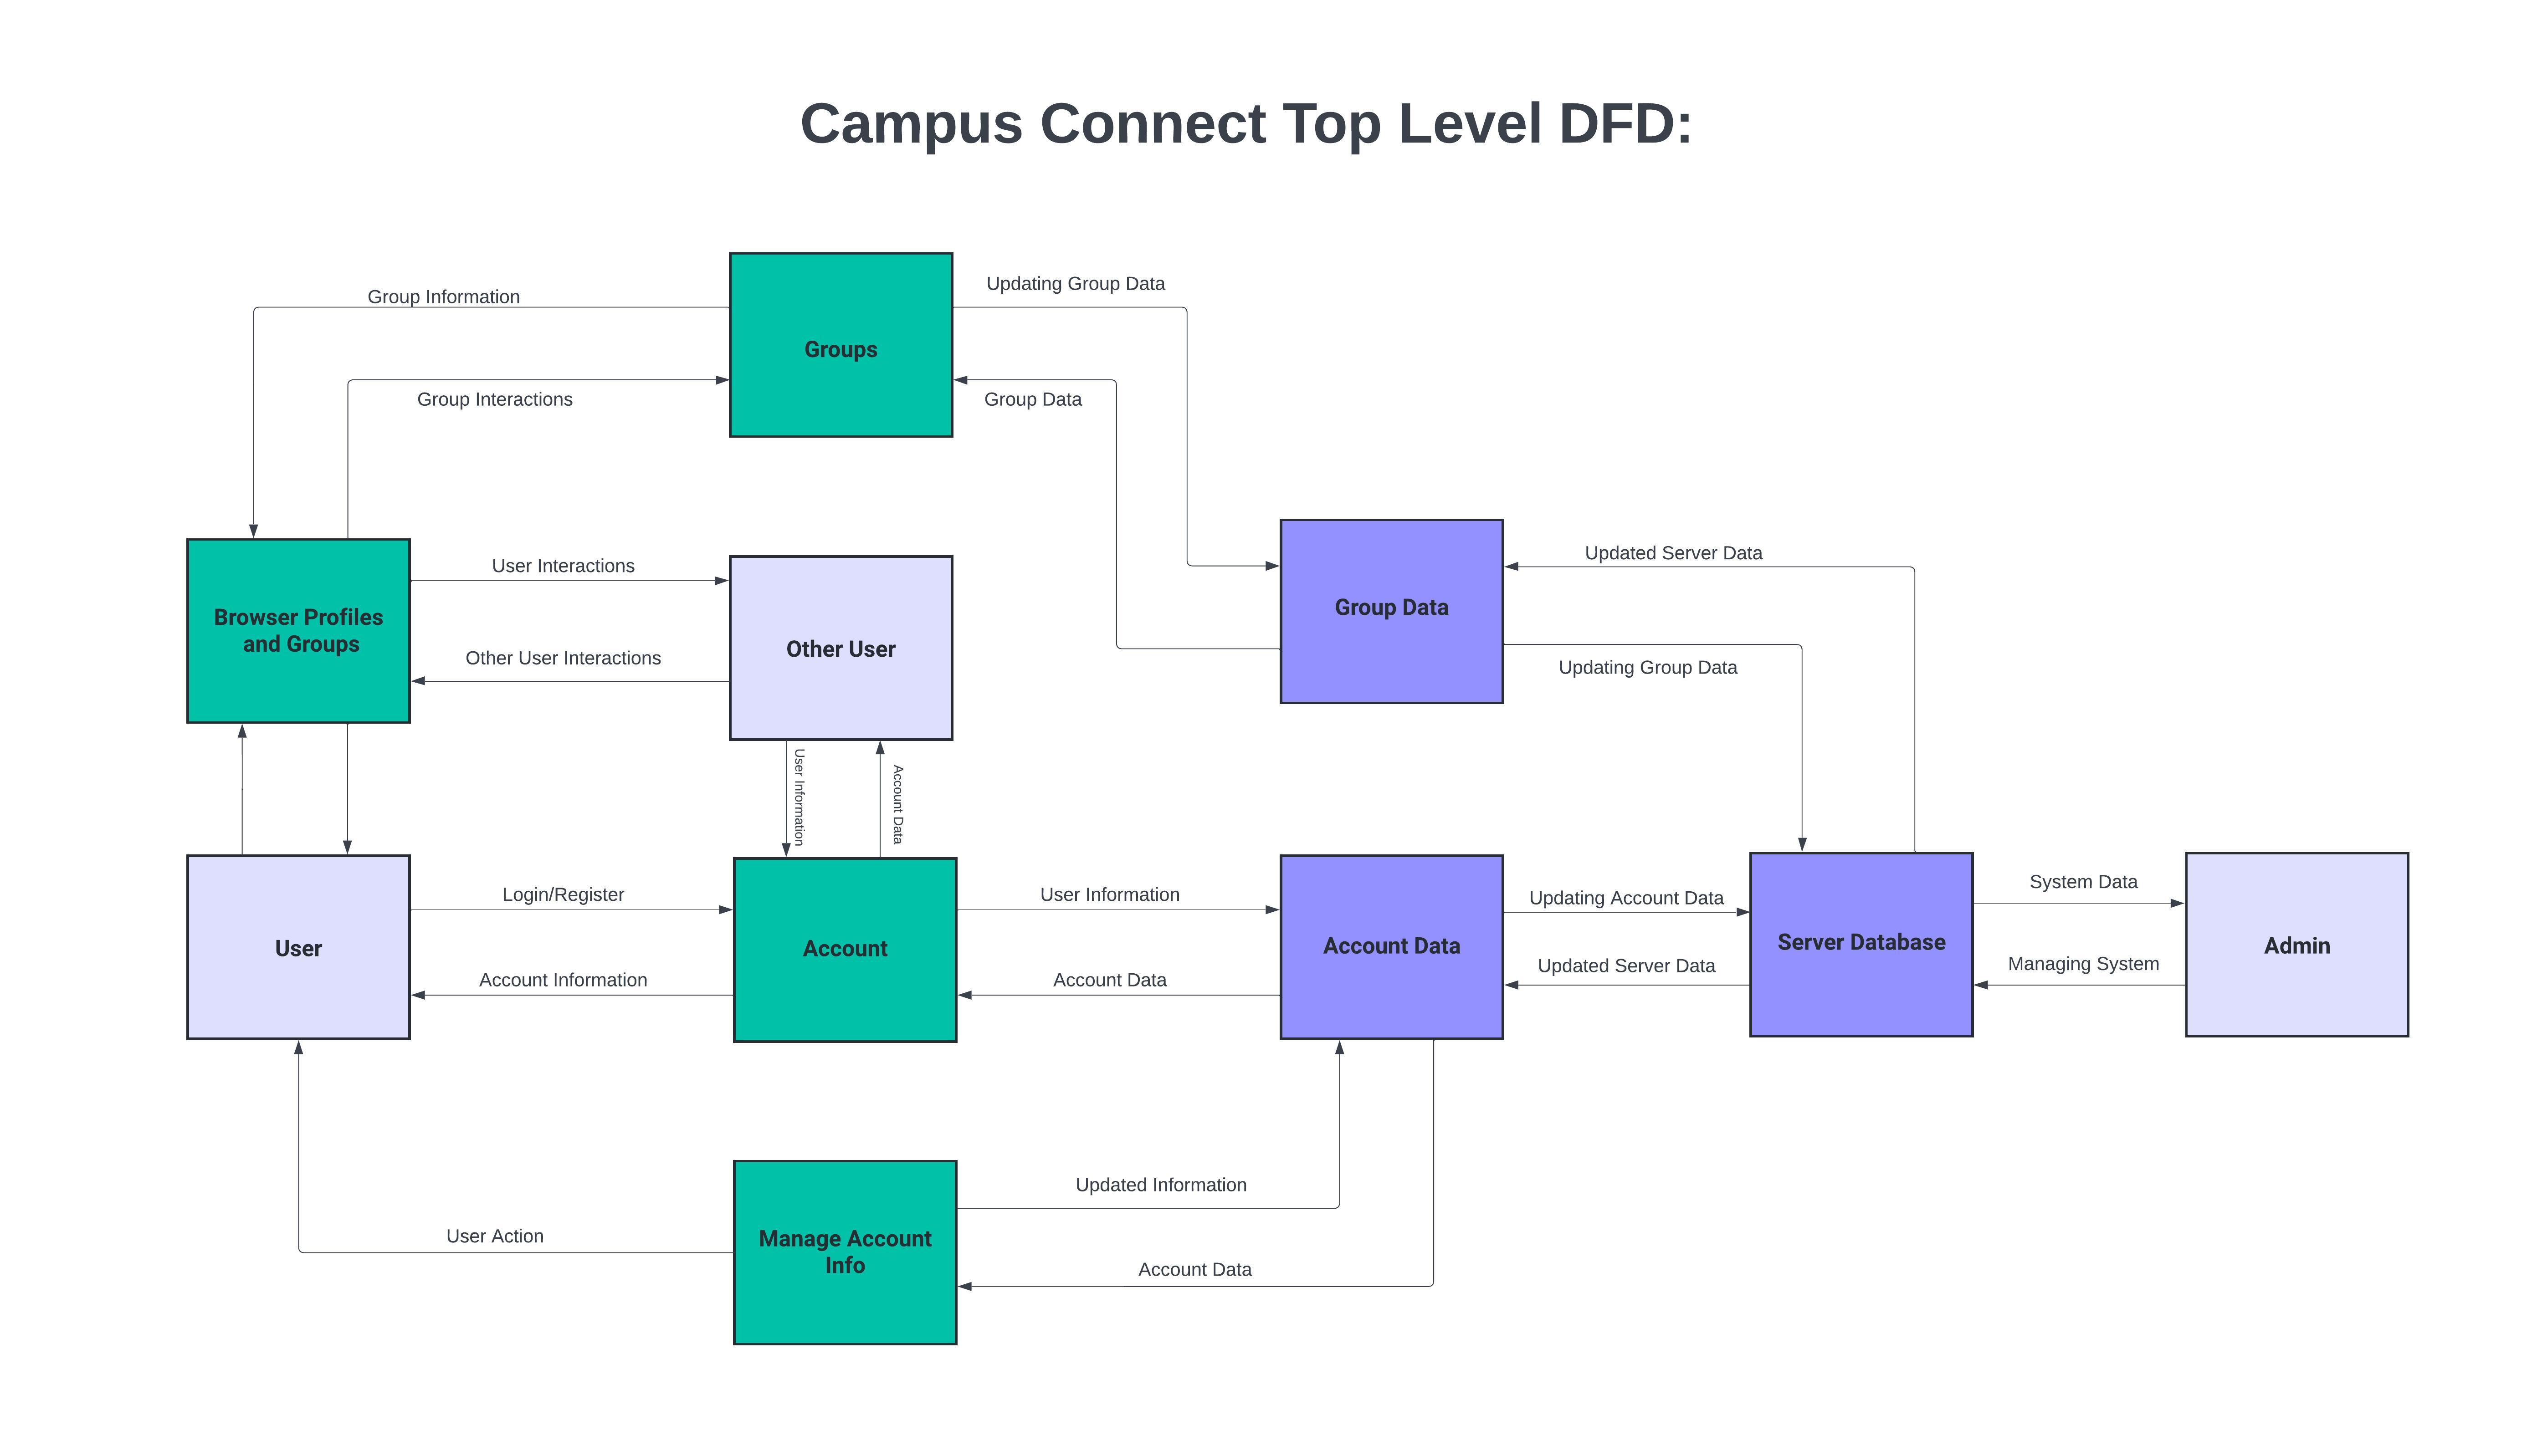 Campus Connect Top Level DFD:
Group Information
Updating Group Data
Groups
Group Interactions
Group Data
User Interactions
Updated Server Data
Browser Profiles
and Groups
Other User
Group Data
Other User Interactions
Updating Group Data
User Information
Account Data
Login/Register
User Information
Updating Account Data
System Data
User
Account
Account Data
Server Database
Admin
Account Information
Account Data
Updated Server Data
Managing System
Updated Information
User Action
Manage Account
Info
Account Data